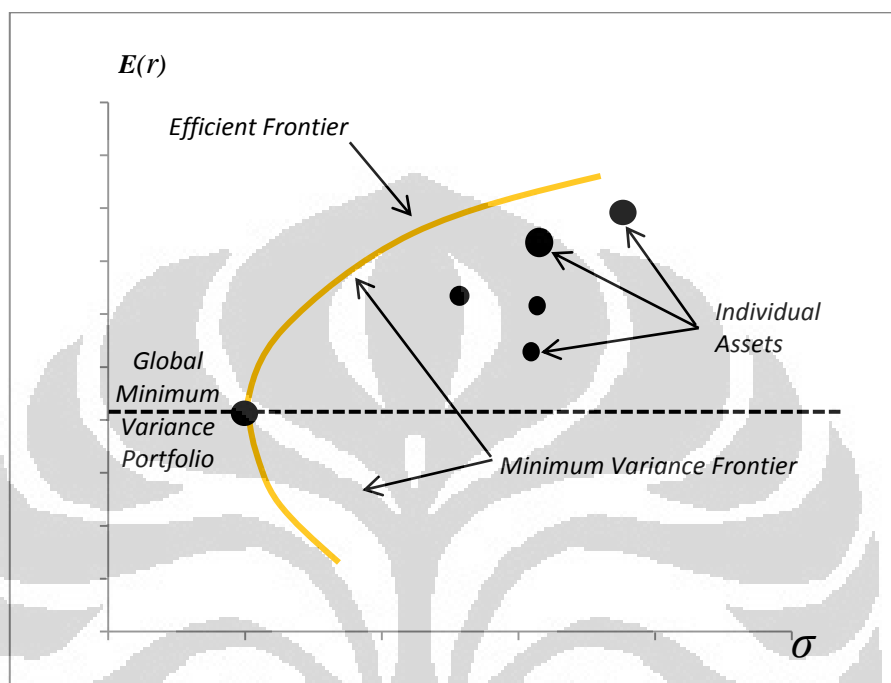 E(r)
Efficient Frontier
Individual
Assets
Global
Minimum
Variance
Portfolio
Minimum Variance Frontier
σ